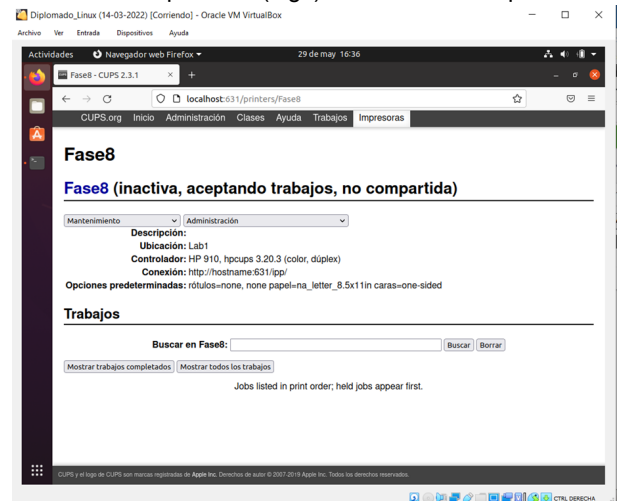 Diplomado_Linux (14-03-2022) [Corriendo] - Oracle VM VirtualBox
Archivo Ver Entrada Dispositivos Ayuda
Actividades Navegador web Firefox 29 de may 16:36
Fase8 - CUPS 2.3.1
localhost:631/printers/Fase8
CUPS.org Inicio Administración Clases Ayuda Trabajos Impresoras
Fase8
Fase8 (inactiva, aceptando trabajos, no compartida)
Mantenimiento Administración
Descripción:
Ubicación: Lab1
Controlador: HP 910, hpcups 3.20.3 (color, dúplex)
Conexión: http://hostname:631/ipp/
Opciones predeterminadas: rótulos=none, none papel=na_letter_8.5x11in caras=one-sided
Trabajos
Buscar en Fase8: Buscar Borrar
Mostrar trabajos completados Mostrar todos los trabajos
Jobs listed in print order; held jobs appear first.
CUPS y el logo de CUPS son marcas registradas de Apple Inc. Derechos de autor © 2007-2019 Apple Inc. Todos los derechos reservados.
CTRL DERECHA